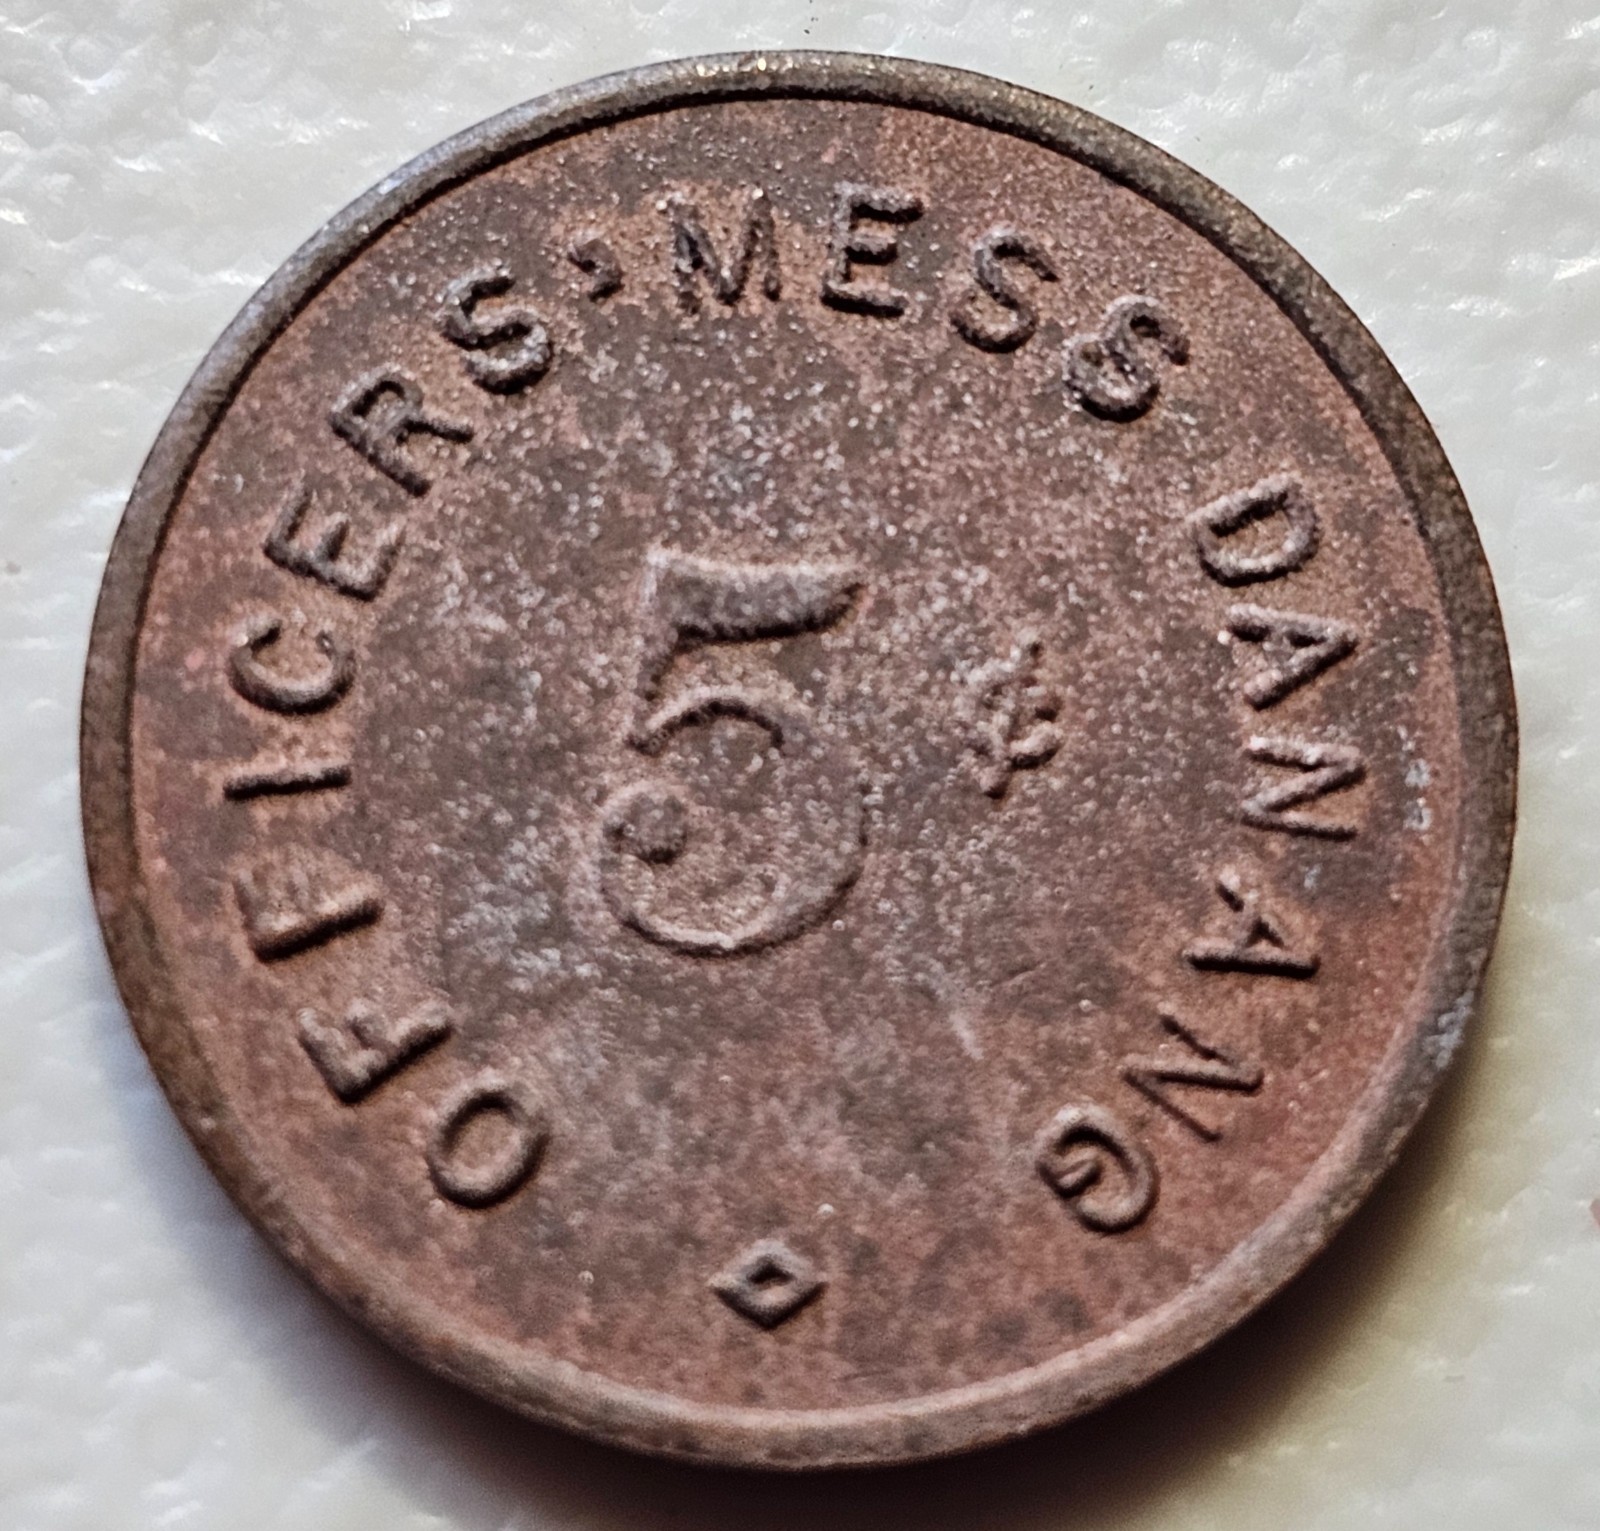 OFFICERS' MESS DANANG
5 ¢